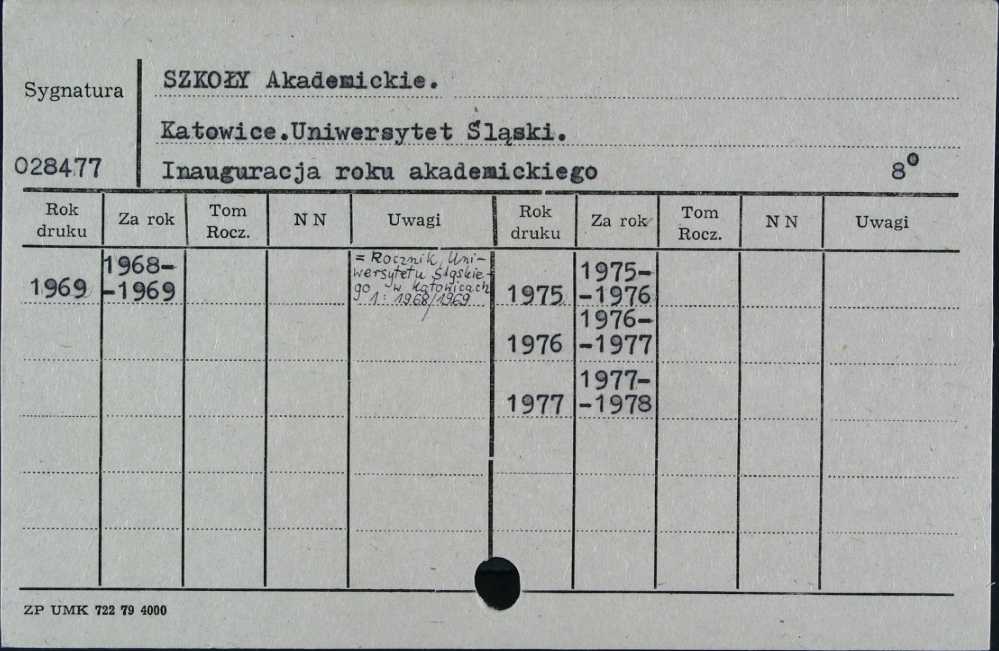 Sygnatura
SZKOŁY Akademickie.
Katowice.Uniwersytet Śląski.
028477
Inauguracja roku akademickiego 8°
Rok druku Za rok Tom Rocz. N N Uwagi Rok druku Za rok Tom Rocz. N N Uwagi
1969 1968-
-1969
= Rocznik Uni-
wersytetu Śląskie-
go w Katowicach
1: 1968/1969
1975 1975-
-1976
1976 1976-
-1977
1977 1977-
-1978
ZP UMK 722 79 4000